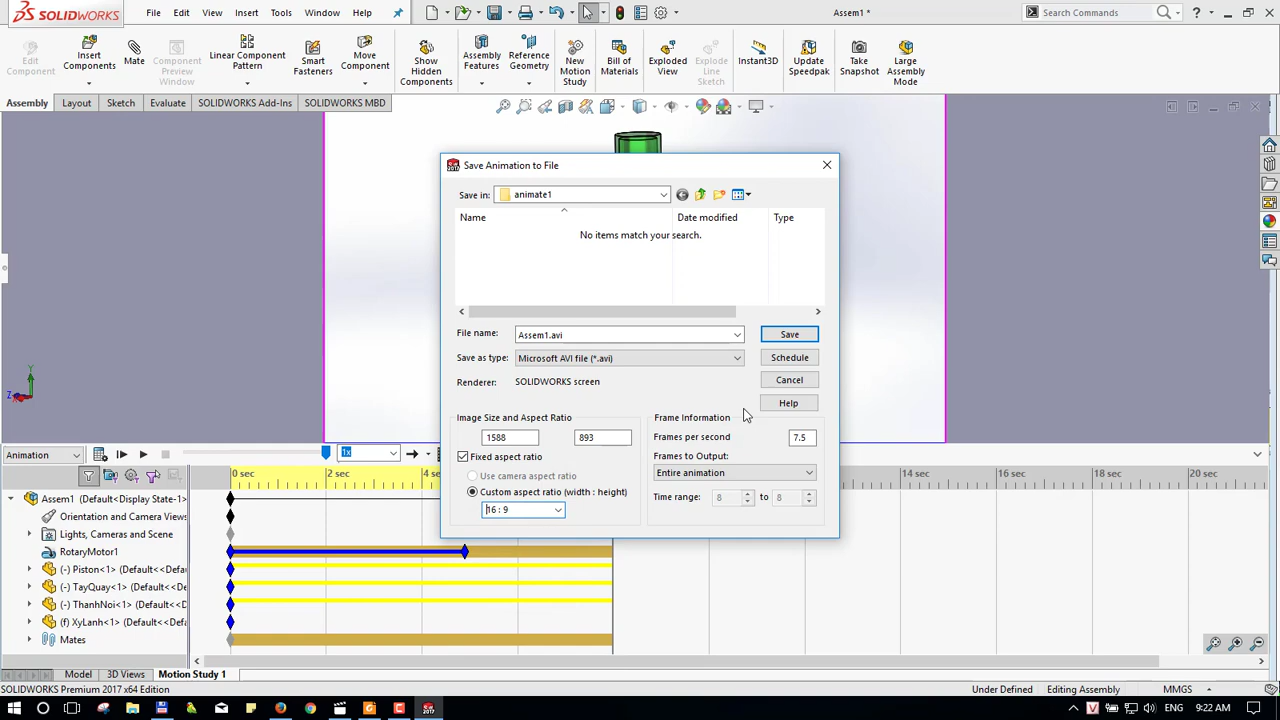 SOLIDWORKS
File
Edit
View
Insert
Tools
Window
Help
Assem1 *
Search Commands
Edit
Component
Insert
Components
Mate
Component
Preview
Window
Linear Component
Pattern
Smart
Fasteners
Move
Component
Show
Hidden
Components
Assembly
Features
Reference
Geometry
New
Motion
Study
Bill of
Materials
Exploded
View
Explode
Line
Sketch
Instant3D
Update
Speedpak
Take
Snapshot
Large
Assembly
Mode
Assembly
Layout
Sketch
Evaluate
SOLIDWORKS Add-Ins
SOLIDWORKS MBD
Save Animation to File
Save in:
animate1
Name
Date modified
Type
No items match your search.
File name:
Assem1.avi
Save
Save as type:
Microsoft AVI file (*.avi)
Schedule
Renderer:
SOLIDWORKS screen
Cancel
Help
Image Size and Aspect Ratio
1588
893
Fixed aspect ratio
Use camera aspect ratio
Custom aspect ratio (width : height)
16 : 9
Frame Information
Frames per second
7.5
Frames to Output:
Entire animation
Time range:
8
to
8
Y
Z
Animation
1x
0 sec
2 sec
4 se
14 sec
16 sec
18 sec
20 sec
Assem1 (Default<Display State-1>
Orientation and Camera Views
Lights, Cameras and Scene
RotaryMotor1
(-) Piston<1> (Default<<Def
(-) TayQuay<1> (Default<<De
(-) ThanhNoi<1> (Default<<D
(f) XyLanh<1> (Default<<Def
Mates
Model
3D Views
Motion Study 1
SOLIDWORKS Premium 2017 x64 Edition
Under Defined
Editing Assembly
MMGS
2017
V
ENG
9:22 AM